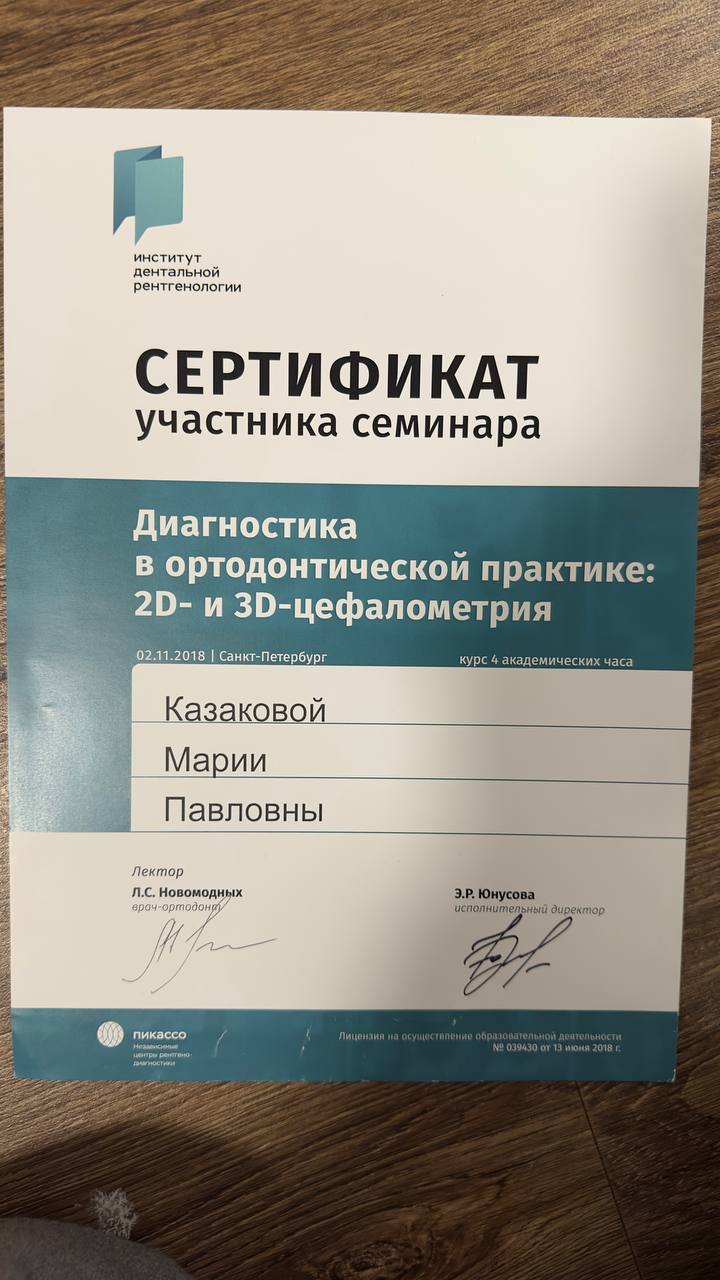 институт
дентальной
рентгенологии
СЕРТИФИКАТ
участника семинара
Диагностика
в ортодонтической практике:
2D- и 3D-цефалометрия
02.11.2018 | Санкт-Петербург
курс 4 академических часа
Казаковой
Марии
Павловны
Лектор
Л.С. Новомодных
врач-ортодонт
Э.Р. Юнусова
исполнительный директор
пикассо
Независимые
центры рентгено-
диагностики
Лицензия на осуществление образовательной деятельности
№ 039430 от 13 июня 2018 г.